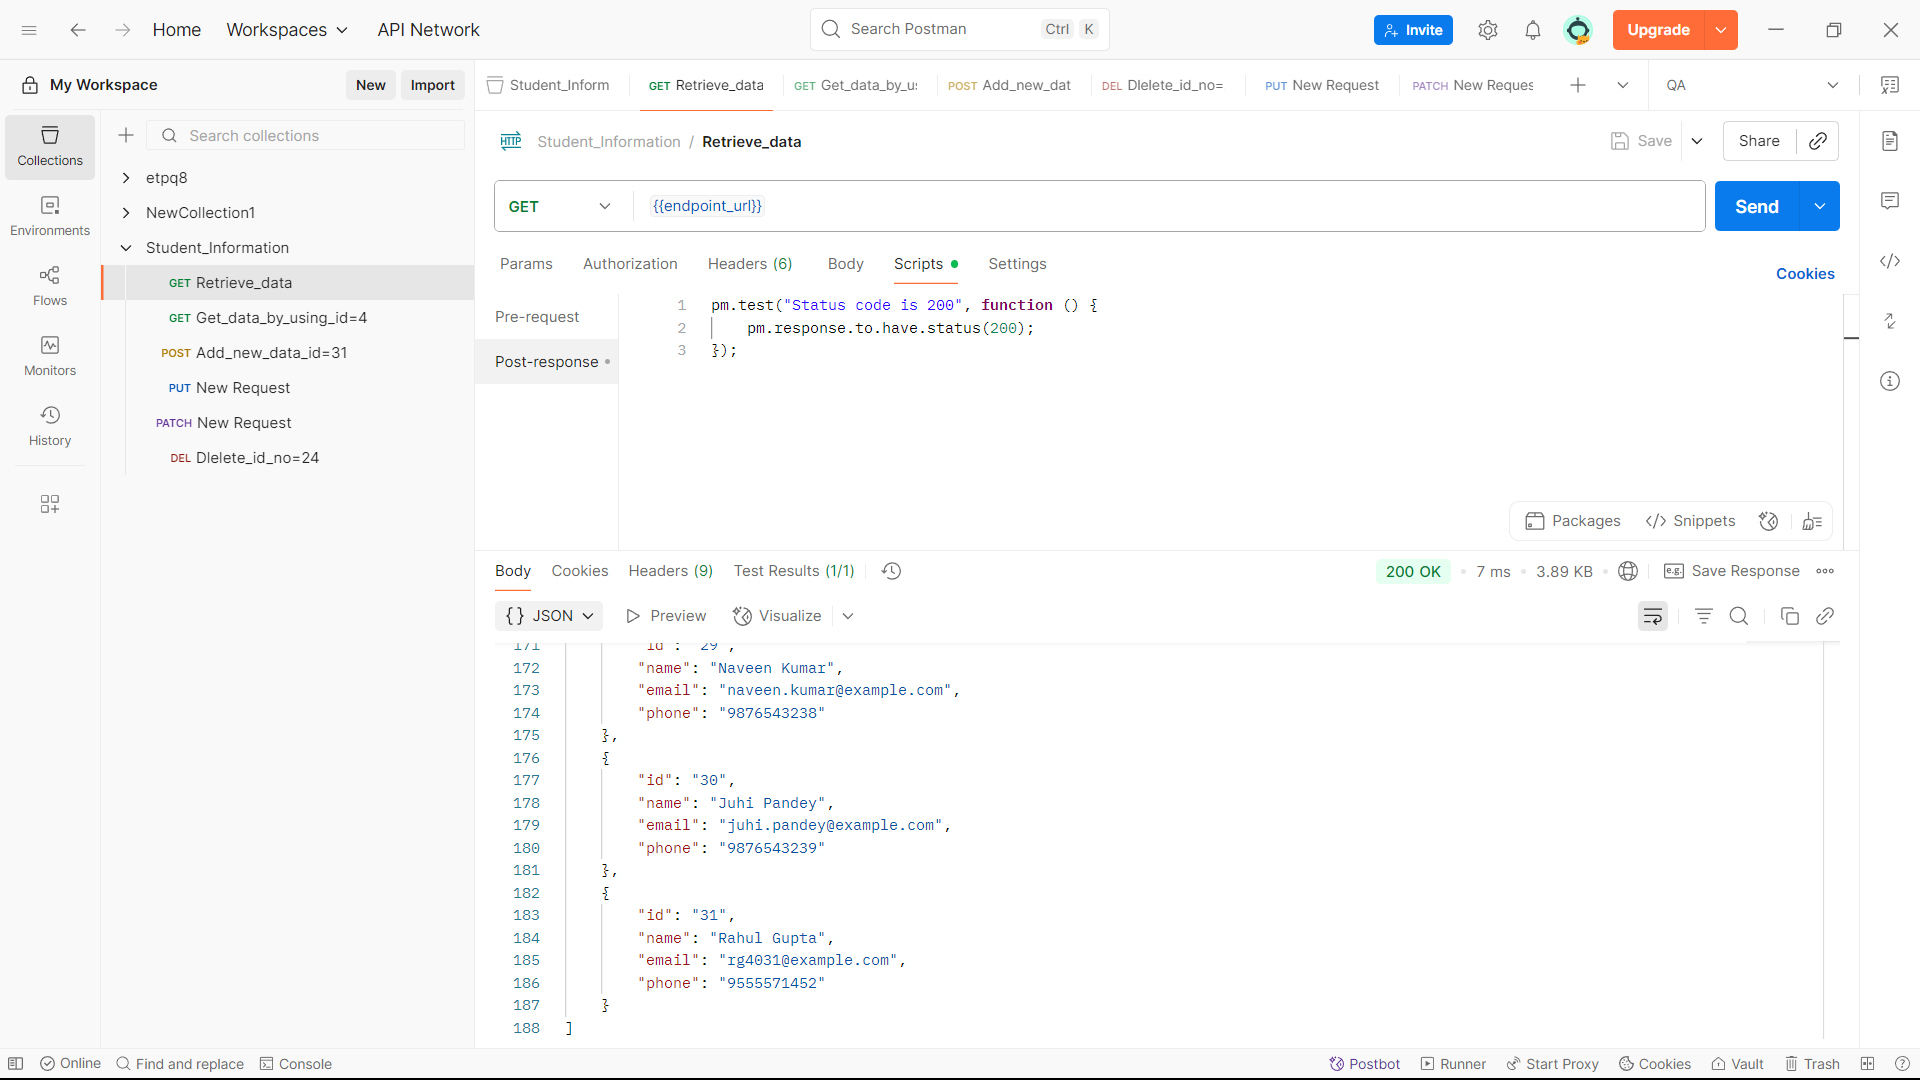 Home Workspaces API Network Search Postman Ctrl K Invite Upgrade
My Workspace New Import
Student_Inform GET Retrieve_data GET Get_data_by_us POST Add_new_dat DEL Dlelete_id_no= PUT New Request PATCH New Reques QA
Collections
Environments
Flows
Monitors
History
Search collections
etpq8
NewCollection1
Student_Information
GET Retrieve_data
GET Get_data_by_using_id=4
POST Add_new_data_id=31
PUT New Request
PATCH New Request
DEL Dlelete_id_no=24
HTTP Student_Information / Retrieve_data Save Share
GET {{endpoint_url}} Send
Params Authorization Headers (6) Body Scripts Settings Cookies
Pre-request
Post-response
1 pm.test("Status code is 200", function () {
2 pm.response.to.have.status(200);
3 });
Packages </> Snippets
Body Cookies Headers (9) Test Results (1/1) 200 OK 7 ms 3.89 KB e.g. Save Response
{} JSON Preview Visualize
171 "id": "29",
172 "name": "Naveen Kumar",
173 "email": "naveen.kumar@example.com",
174 "phone": "9876543238"
175 },
176 {
177 "id": "30",
178 "name": "Juhi Pandey",
179 "email": "juhi.pandey@example.com",
180 "phone": "9876543239"
181 },
182 {
183 "id": "31",
184 "name": "Rahul Gupta",
185 "email": "rg4031@example.com",
186 "phone": "9555571452"
187 }
188 ]
Online Find and replace Console Postbot Runner Start Proxy Cookies Vault Trash